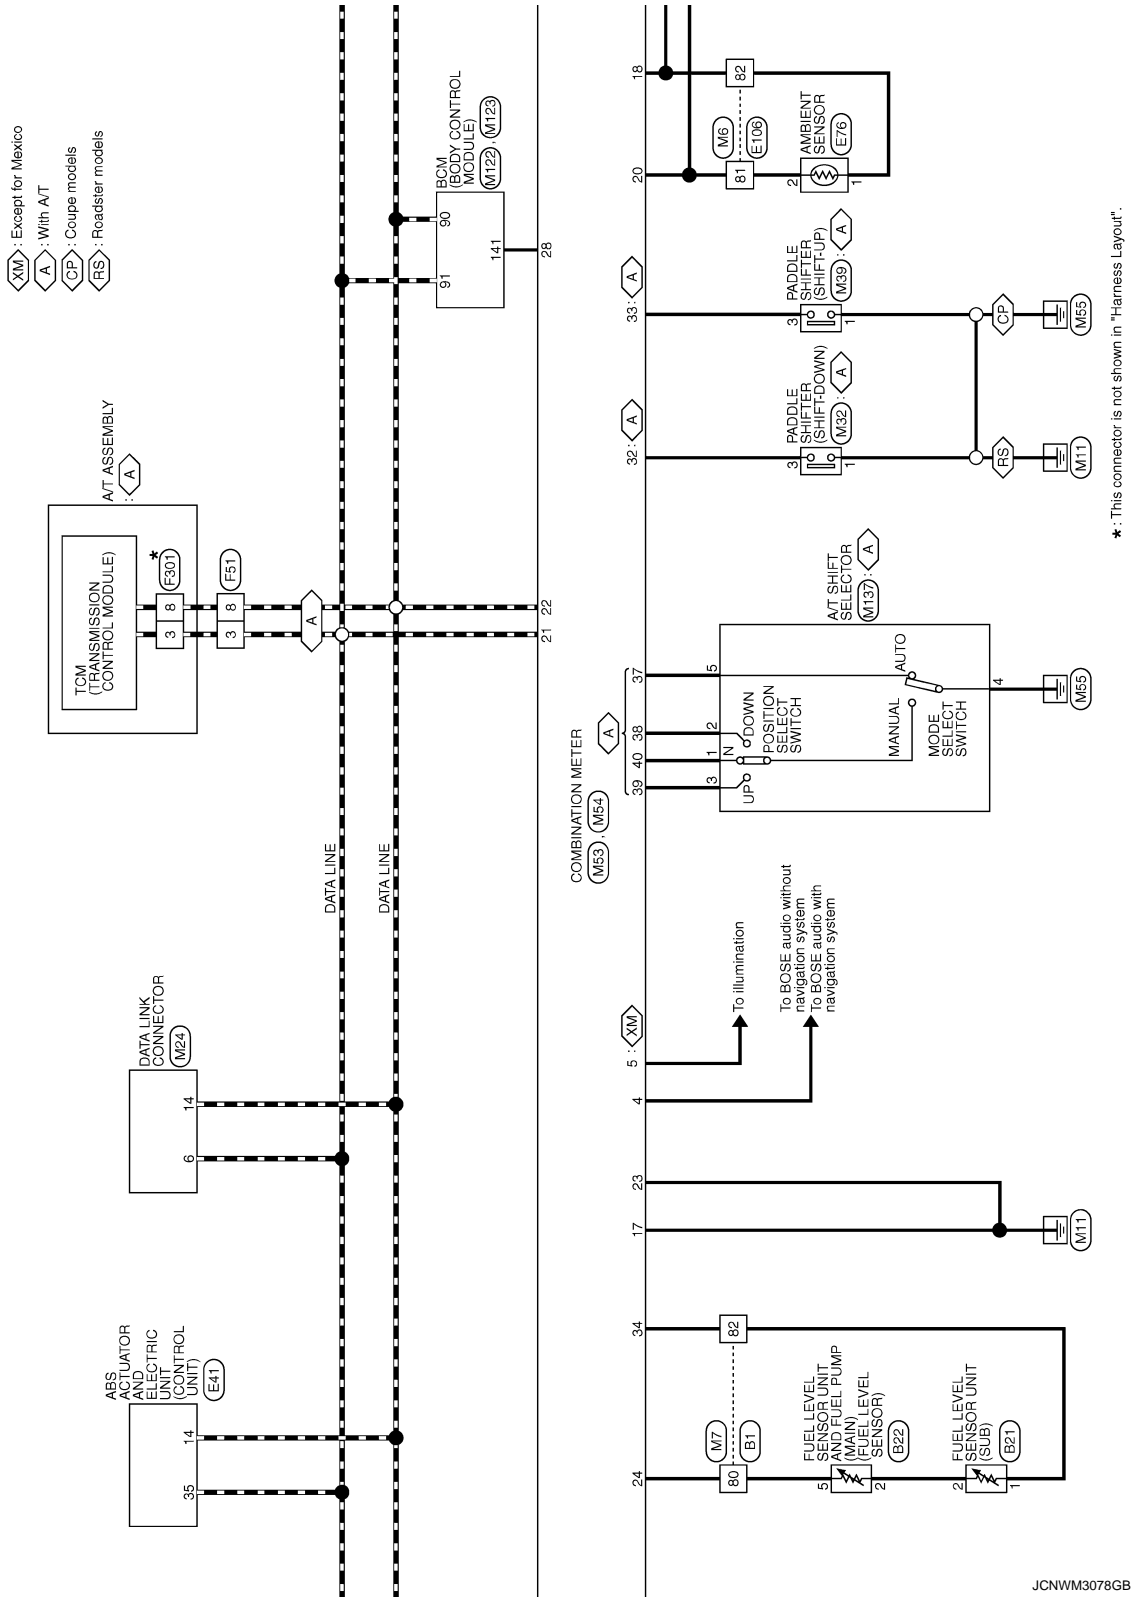 XM : Except for Mexico
A : With A/T
CP : Coupe models
RS : Roadster models
ABS
ACTUATOR
AND
ELECTRIC
UNIT
(CONTROL
UNIT)
E41
35
14
DATA LINK
CONNECTOR
M24
6
14
A/T ASSEMBLY
: A
TCM
(TRANSMISSION
CONTROL MODULE)
3
8
*
F301
3
8
F51
A
21
22
BCM
(BODY CONTROL
MODULE)
M122 , M123
91
90
141
28
DATA LINE
DATA LINE
COMBINATION METER
M53 , M54
24
34
17
23
4
5 : XM
A
39
40
38
37
32 : A
33 : A
20
18
M7
B1
80
82
5
2
FUEL LEVEL
SENSOR UNIT
AND FUEL PUMP
(MAIN)
(FUEL LEVEL
SENSOR)
B22
2
1
FUEL LEVEL
SENSOR UNIT
(SUB)
B21
M11
To illumination
To BOSE audio without
navigation system
To BOSE audio with
navigation system
A/T SHIFT
SELECTOR
M137 : A
3
1
2
5
UP
N
DOWN
POSITION
SELECT
SWITCH
MANUAL
AUTO
MODE
SELECT
SWITCH
4
M55
PADDLE
SHIFTER
(SHIFT-DOWN)
M32 : A
3
1
PADDLE
SHIFTER
(SHIFT-UP)
M39 : A
3
1
RS
CP
M11
M55
M6
E106
81
82
AMBIENT
SENSOR
E76
2
1
* : This connector is not shown in "Harness Layout".
JCNWM3078GB